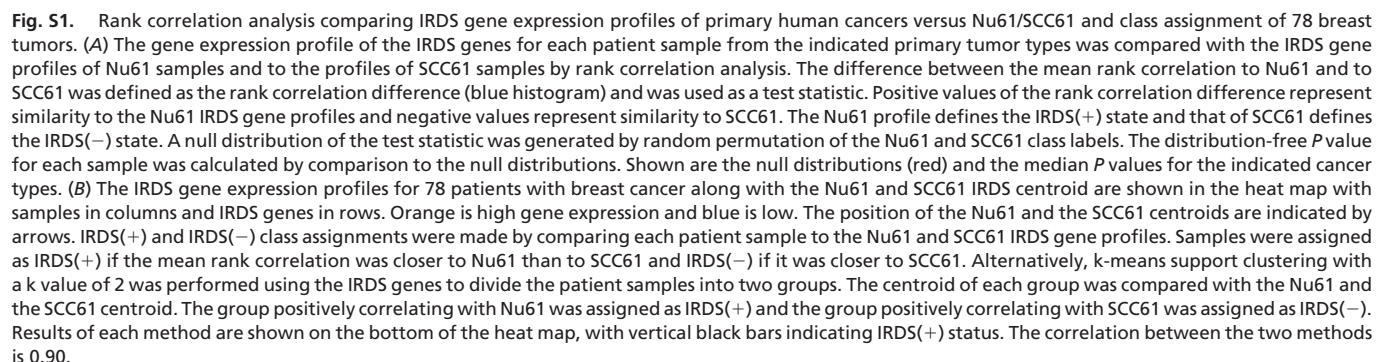 Fig. S1. Rank correlation analysis comparing IRDS gene expression profiles of primary human cancers versus Nu61/SCC61 and class assignment of 78 breast
tumors. (A) The gene expression profile of the IRDS genes for each patient sample from the indicated primary tumor types was compared with the IRDS gene
profiles of Nu61 samples and to the profiles of SCC61 samples by rank correlation analysis. The difference between the mean rank correlation to Nu61 and to
SCC61 was defined as the rank correlation difference (blue histogram) and was used as a test statistic. Positive values of the rank correlation difference represent
similarity to the Nu61 IRDS gene profiles and negative values represent similarity to SCC61. The Nu61 profile defines the IRDS(+) state and that of SCC61 defines
the IRDS(−) state. A null distribution of the test statistic was generated by random permutation of the Nu61 and SCC61 class labels. The distribution-free P value
for each sample was calculated by comparison to the null distributions. Shown are the null distributions (red) and the median P values for the indicated cancer
types. (B) The IRDS gene expression profiles for 78 patients with breast cancer along with the Nu61 and SCC61 IRDS centroid are shown in the heat map with
samples in columns and IRDS genes in rows. Orange is high gene expression and blue is low. The position of the Nu61 and the SCC61 centroids are indicated by
arrows. IRDS(+) and IRDS(−) class assignments were made by comparing each patient sample to the Nu61 and SCC61 IRDS gene profiles. Samples were assigned
as IRDS(+) if the mean rank correlation was closer to Nu61 than to SCC61 and IRDS(−) if it was closer to SCC61. Alternatively, k-means support clustering with
a k value of 2 was performed using the IRDS genes to divide the patient samples into two groups. The centroid of each group was compared with the Nu61 and
the SCC61 centroid. The group positively correlating with Nu61 was assigned as IRDS(+) and the group positively correlating with SCC61 was assigned as IRDS(−).
Results of each method are shown on the bottom of the heat map, with vertical black bars indicating IRDS(+) status. The correlation between the two methods
is 0.90.